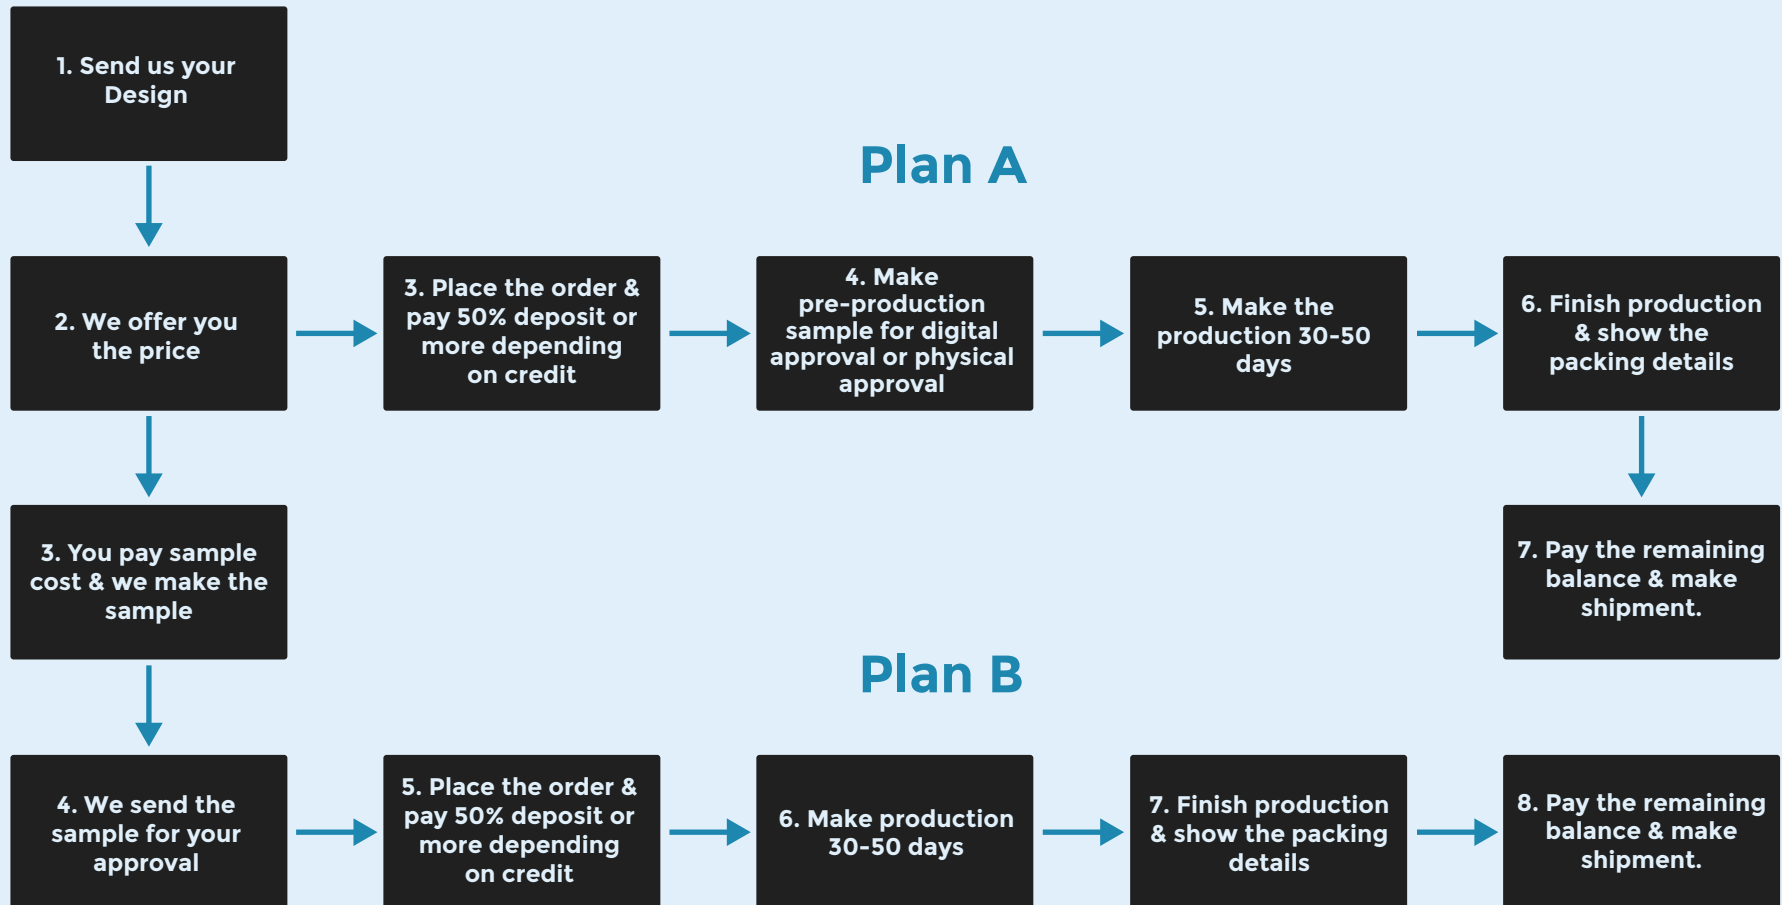 1. Send us your
Design
Plan A
2. We offer you
the price
3. Place the order &
pay 50% deposit or
more depending
on credit
4. Make
pre-production
sample for digital
approval or physical
approval
5. Make the
production 30-50
days
6. Finish production
& show the
packing details
3. You pay sample
cost & we make the
sample
7. Pay the remaining
balance & make
shipment.
Plan B
4. We send the
sample for your
approval
5. Place the order &
pay 50% deposit or
more depending
on credit
6. Make production
30-50 days
7. Finish production
& show the packing
details
8. Pay the remaining
balance & make
shipment.